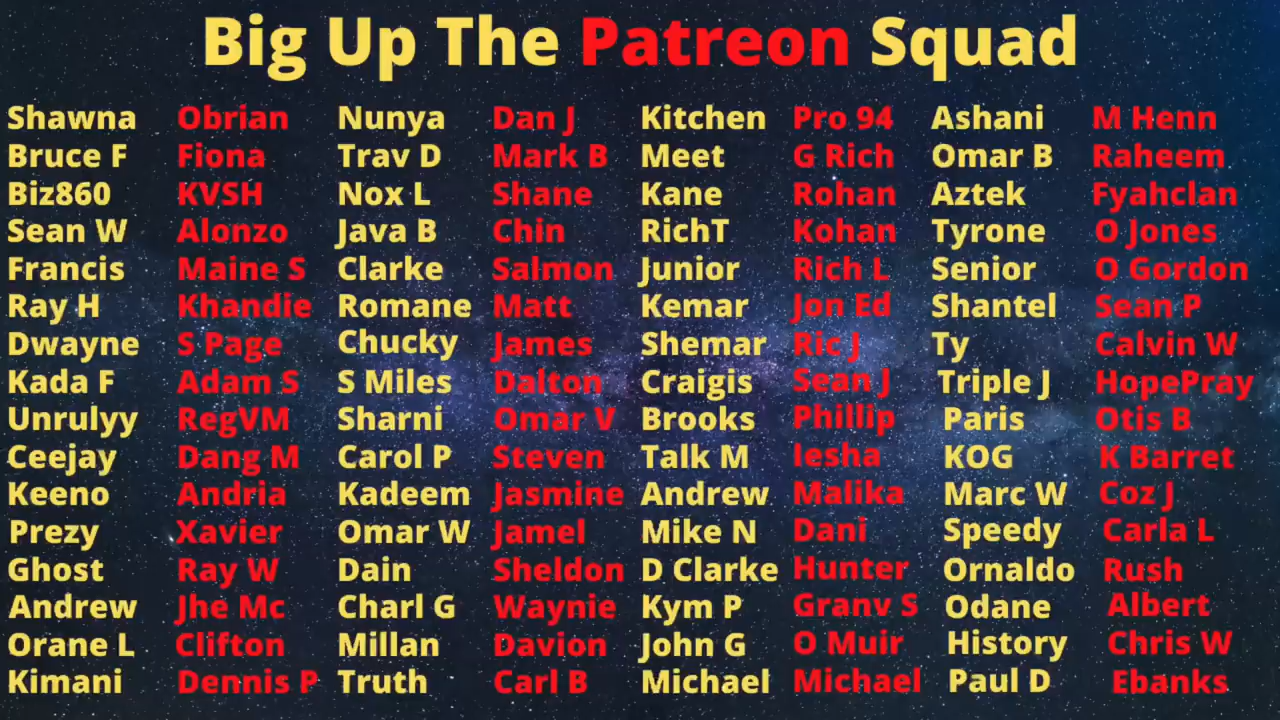 Big Up The Patreon Squad
Shawna Obrian Nunya Dan J Kitchen Pro 94 Ashani M Henn
Bruce F Fiona Trav D Mark B Meet G Rich Omar B Raheem
Biz860 KVSH Nox L Shane Kane Rohan Aztek Fyahclan
Sean W Alonzo Java B Chin RichT Kohan Tyrone O Jones
Francis Maine S Clarke Salmon Junior Rich L Senior O Gordon
Ray H Khandie Romane Matt Kemar Jon Ed Shantel Sean P
Dwayne S Page Chucky James Shemar Ric J Ty Calvin W
Kada F Adam S S Miles Dalton Craigis Sean J Triple J HopePray
Unrulyy RegVM Sharni Omar V Brooks Phillip Paris Otis B
Ceejay Dang M Carol P Steven Talk M Iesha KOG K Barret
Keeno Andria Kadeem Jasmine Andrew Malika Marc W Coz J
Prezy Xavier Omar W Jamel Mike N Dani Speedy Carla L
Ghost Ray W Dain Sheldon D Clarke Hunter Ornaldo Rush
Andrew Jhe Mc Charl G Waynie Kym P Granv S Odane Albert
Orane L Clifton Millan Davion John G O Muir History Chris W
Kimani Dennis P Truth Carl B Michael Michael Paul D Ebanks